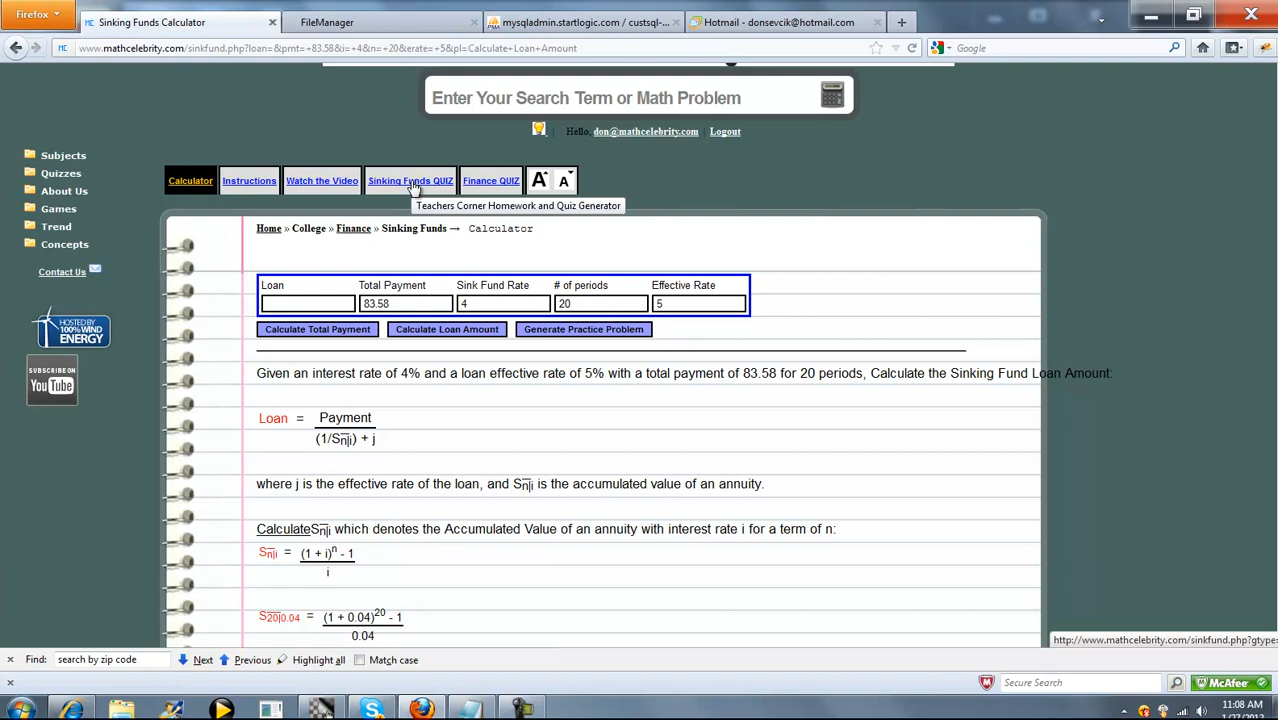 Firefox
Sinking Funds Calculator
FileManager
mysqladmin.startlogic.com / custsql-...
Hotmail - donsevcik@hotmail.com
www.mathcelebrity.com/sinkfund.php?loan=&pmt=+83.58&i=+4&n=+20&erate=+5&pl=Calculate+Loan+Amount
Google
Enter Your Search Term or Math Problem
Hello, don@mathcelebrity.com Logout
Subjects
Quizzes
About Us
Games
Trend
Concepts
Contact Us
HOSTED BY
100% WIND
ENERGY
SUBSCRIBE ON
YouTube
Calculator Instructions Watch the Video Sinking Funds QUIZ Finance QUIZ A A
Teachers Corner Homework and Quiz Generator
Home » College » Finance » Sinking Funds → Calculator
Loan Total Payment Sink Fund Rate # of periods Effective Rate
83.58 4 20 5
Calculate Total Payment Calculate Loan Amount Generate Practice Problem
Given an interest rate of 4% and a loan effective rate of 5% with a total payment of 83.58 for 20 periods, Calculate the Sinking Fund Loan Amount:
Loan = Payment
(1/Sn|i) + j
where j is the effective rate of the loan, and Sn|i is the accumulated value of an annuity.
CalculateSn|i which denotes the Accumulated Value of an annuity with interest rate i for a term of n:
Sn|i = (1 + i)^n - 1
i
S20|0.04 = (1 + 0.04)^20 - 1
0.04
http://www.mathcelebrity.com/sinkfund.php?gtype=
Find: search by zip code Next Previous Highlight all Match case
Secure Search McAfee
11:08 AM
1/27/2012